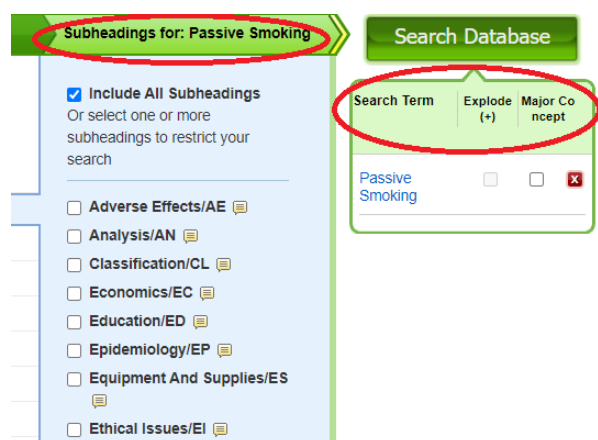 Subheadings for: Passive Smoking
Include All Subheadings
Or select one or more
subheadings to restrict your
search
Adverse Effects/AE
Analysis/AN
Classification/CL
Economics/EC
Education/ED
Epidemiology/EP
Equipment And Supplies/ES
Ethical Issues/EI
Search Database
Search Term Explode Major Co
(+) ncept
Passive
Smoking